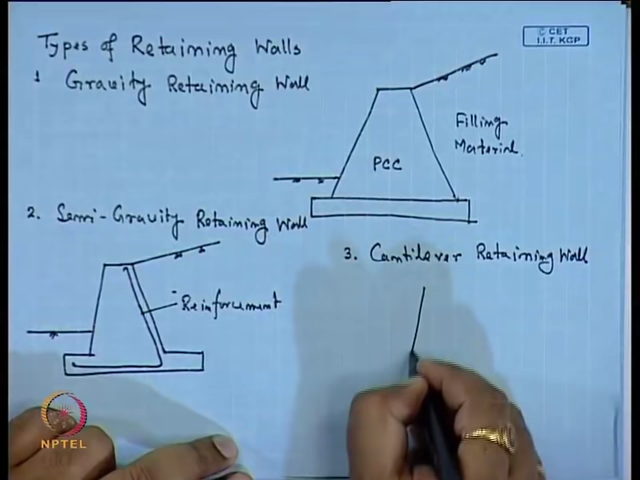 Types of Retaining Walls
© CET
I.I.T. KGP
1 Gravity Retaining Wall
Filling
Material.
PCC
2. Semi-Gravity Retaining Wall
3. Cantilever Retaining Wall
Reinforcement
NPTEL